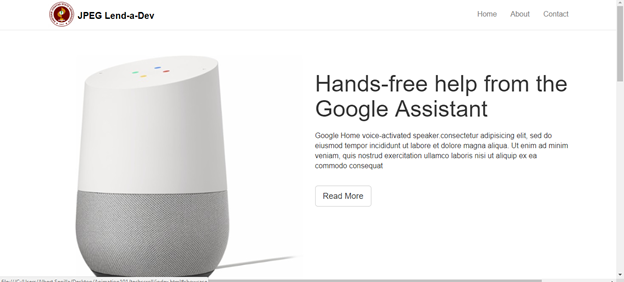 JPEG Lend-a-Dev
Home About Contact
Hands-free help from the
Google Assistant
Google Home voice-activated speaker consectetur adipisicing elit, sed do
eiusmod tempor incididunt ut labore et dolore magna aliqua. Ut enim ad minim
veniam, quis nostrud exercitation ullamco laboris nisi ut aliquip ex ea
commodo consequat
Read More